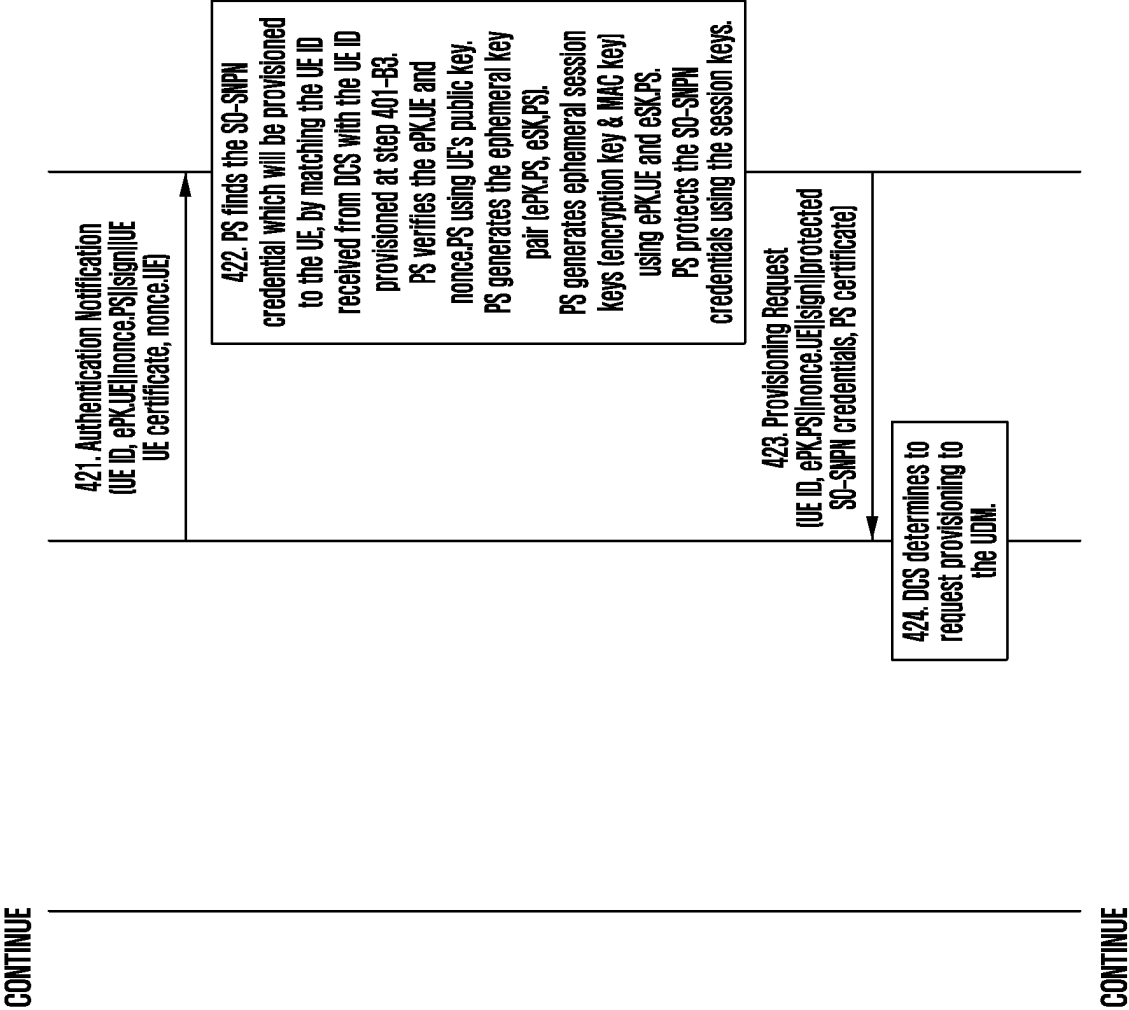 CONTINUE
421. Authentication Notification
(UE ID, ePK.UE||nonce.PS||sign||UE
UE certificate, nonce.UE)
422. PS finds the SO-SNPN
credential which will be provisioned
to the UE, by matching the UE ID
received from DCS with the UE ID
provisioned at step 401-B3.
PS verifies the ePK.UE and
nonce.PS using UE's public key.
PS generates the ephemeral key
pair (ePK.PS, eSK.PS).
PS generates ephemeral session
keys (encryption key & MAC key)
using ePK.UE and eSK.PS.
PS protects the SO-SNPN
credentials using the session keys.
423. Provisioning Request
(UE ID, ePK.PS||nonce.UE||sign||protected
SO-SNPN credentials, PS certificate)
424. DCS determines to
request provisioning to
the UDM.
CONTINUE